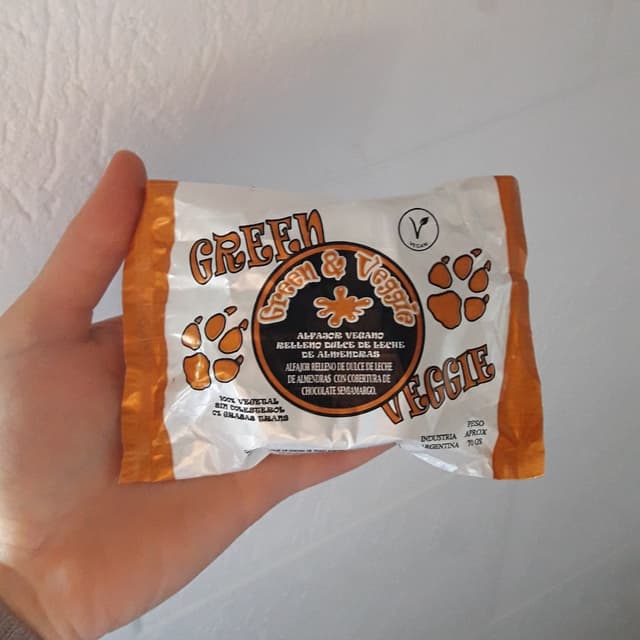 GREEN
VEGAN
Green & Veggie
ALFAJOR VEGANO
RELLENO DULCE DE LECHE
DE ALMENDRAS
ALFAJOR RELLENO DE DULCE DE LECHE
DE ALMENDRAS CON COBERTURA DE
CHOCOLATE SEMIAMARGO.
VEGGIE
100% VEGETAL
SIN COLESTEROL
0% GRASAS TRANS
INDUSTRIA
ARGENTINA
PESO
APROX
70 GS.